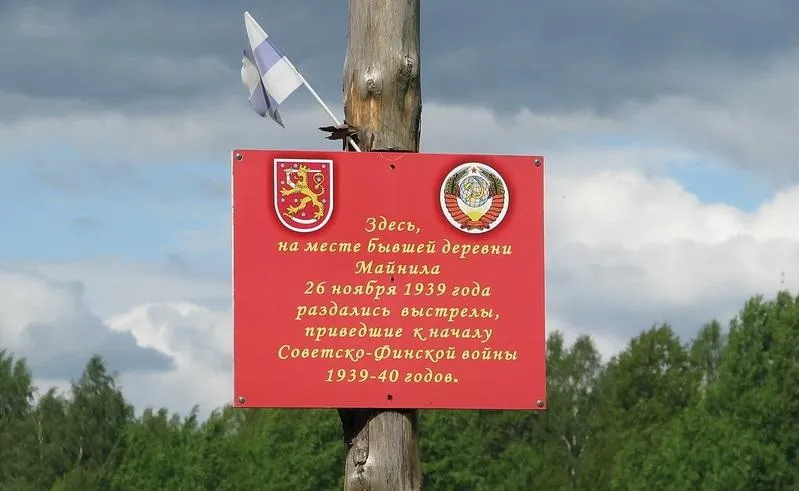 Здесь,
на месте бывшей деревни
Майнила
26 ноября 1939 года
раздались выстрелы,
приведшие к началу
Советско-Финской войны
1939-40 годов.